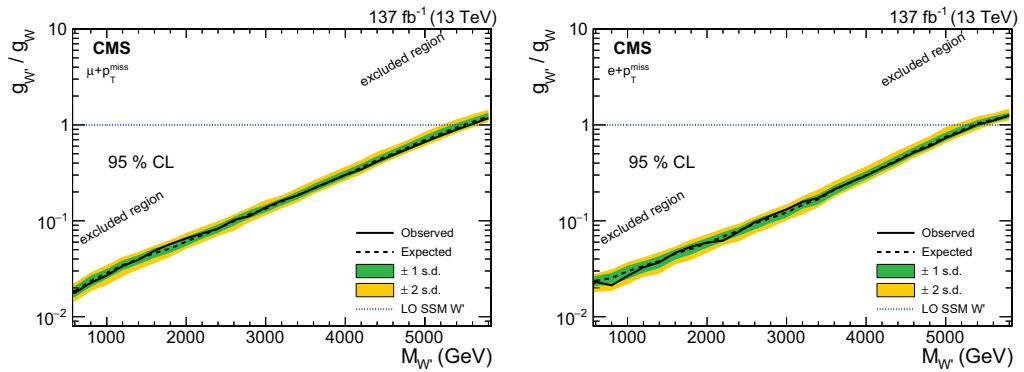 137 fb⁻¹ (13 TeV)
g_W' / g_W
10
1
10⁻¹
10⁻²
CMS
μ+p_T^miss
excluded region
95 % CL
excluded region
Observed
Expected
± 1 s.d.
± 2 s.d.
LO SSM W'
1000 2000 3000 4000 5000
M_W' (GeV)
137 fb⁻¹ (13 TeV)
g_W' / g_W
10
1
10⁻¹
10⁻²
CMS
e+p_T^miss
excluded region
95 % CL
excluded region
Observed
Expected
± 1 s.d.
± 2 s.d.
LO SSM W'
1000 2000 3000 4000 5000
M_W' (GeV)